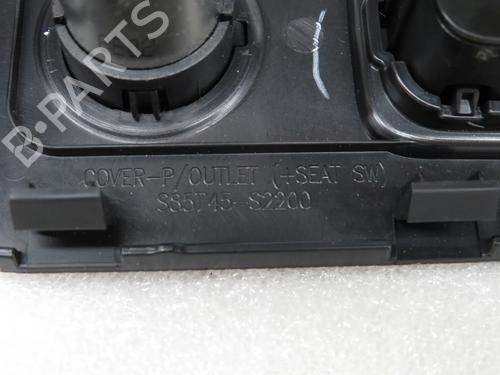 COVER-P/OUTLET (+SEAT SW)
S85T45-S2200
B-PARTS